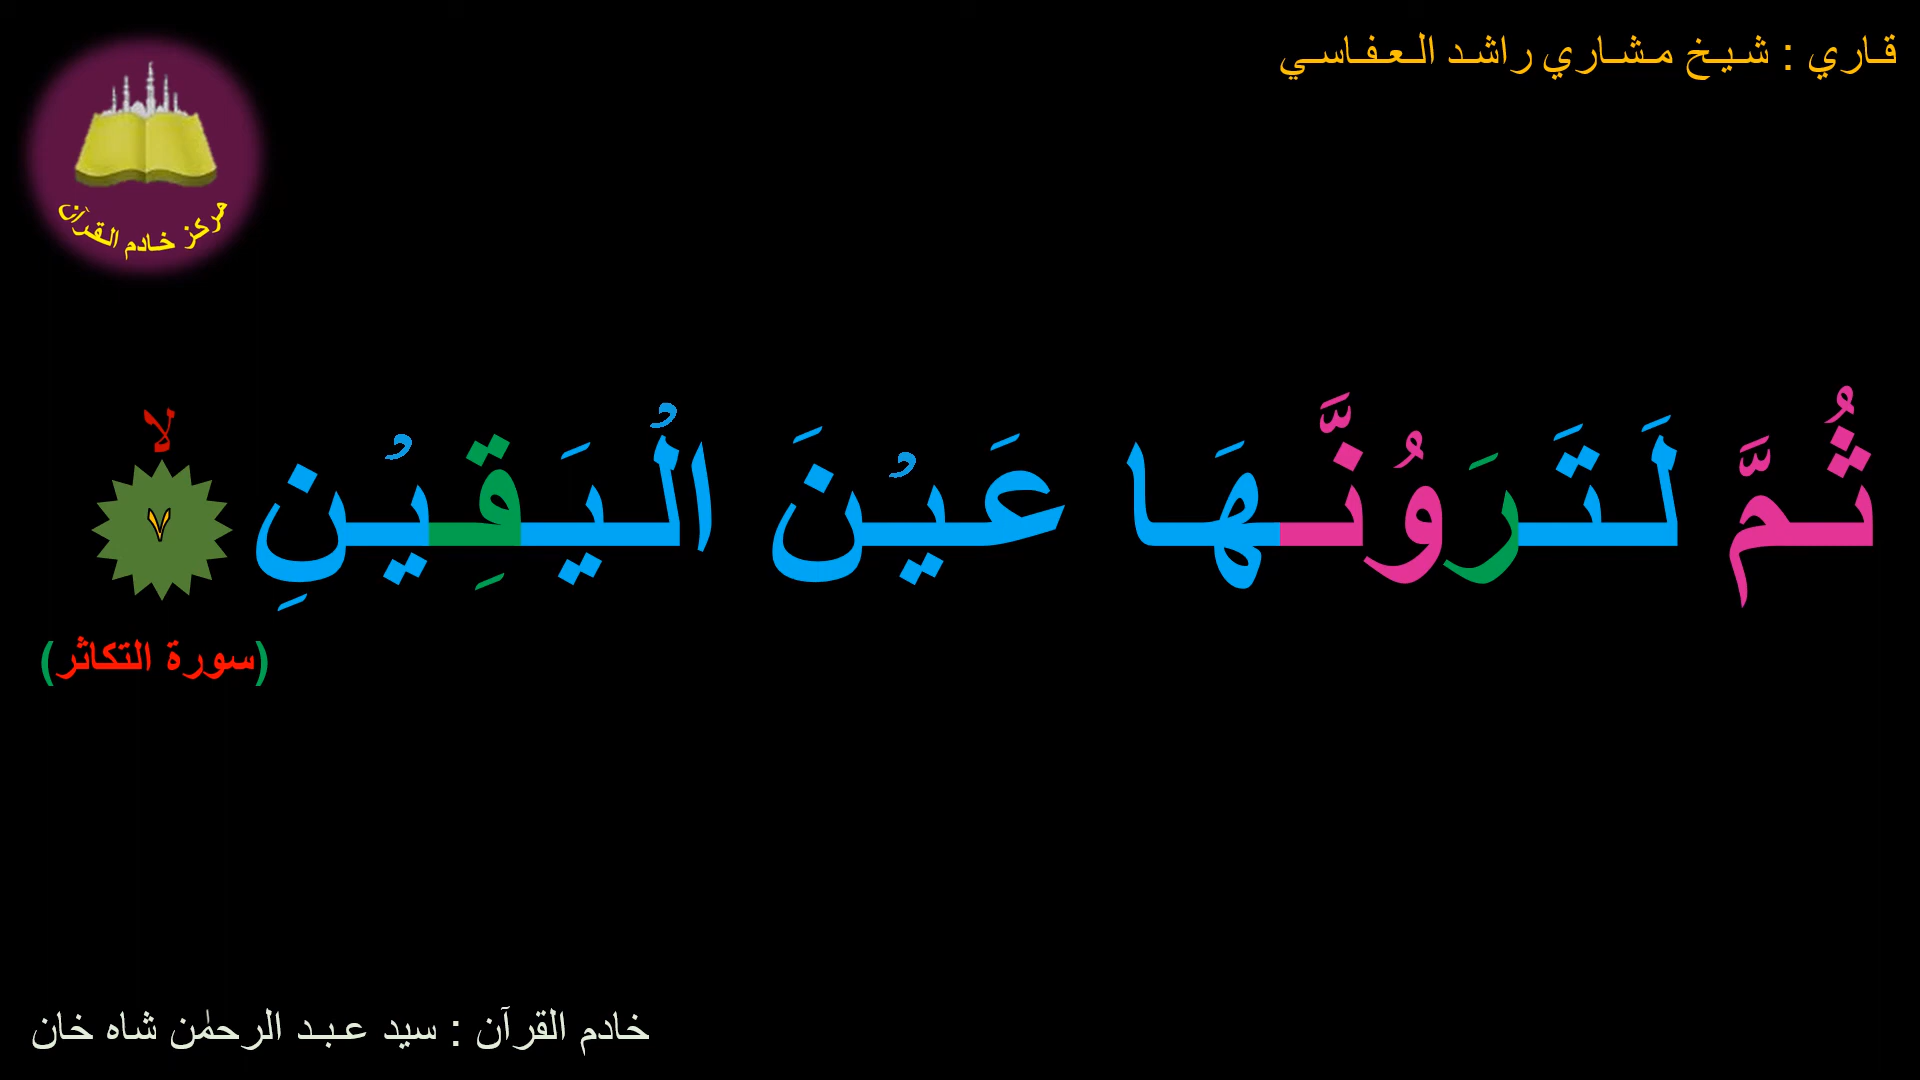 قاري : شيخ مشاري راشد العفاسي
مركز خادم القرآن
ثُمَّ لَتَرَوُنَّهَا عَيْنَ الْيَقِيْنِ ۷ لا
(سورة التكاثر)
خادم القرآن : سيد عبد الرحمٰن شاه خان